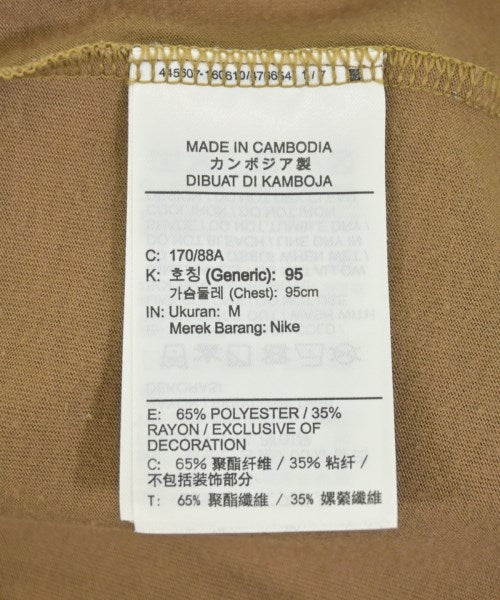 MADE IN CAMBODIA
カンボジア製
DIBUAT DI KAMBOJA
C: 170/88A
K: 호칭 (Generic): 95
가슴둘레 (Chest): 95cm
IN: Ukuran: M
Merek Barang: Nike
E: 65% POLYESTER / 35%
RAYON / EXCLUSIVE OF
DECORATION
C: 65% 聚酯纤维 / 35% 粘纤 /
不包括装饰部分
T: 65% 聚酯纖維 / 35% 嫘縈纖維